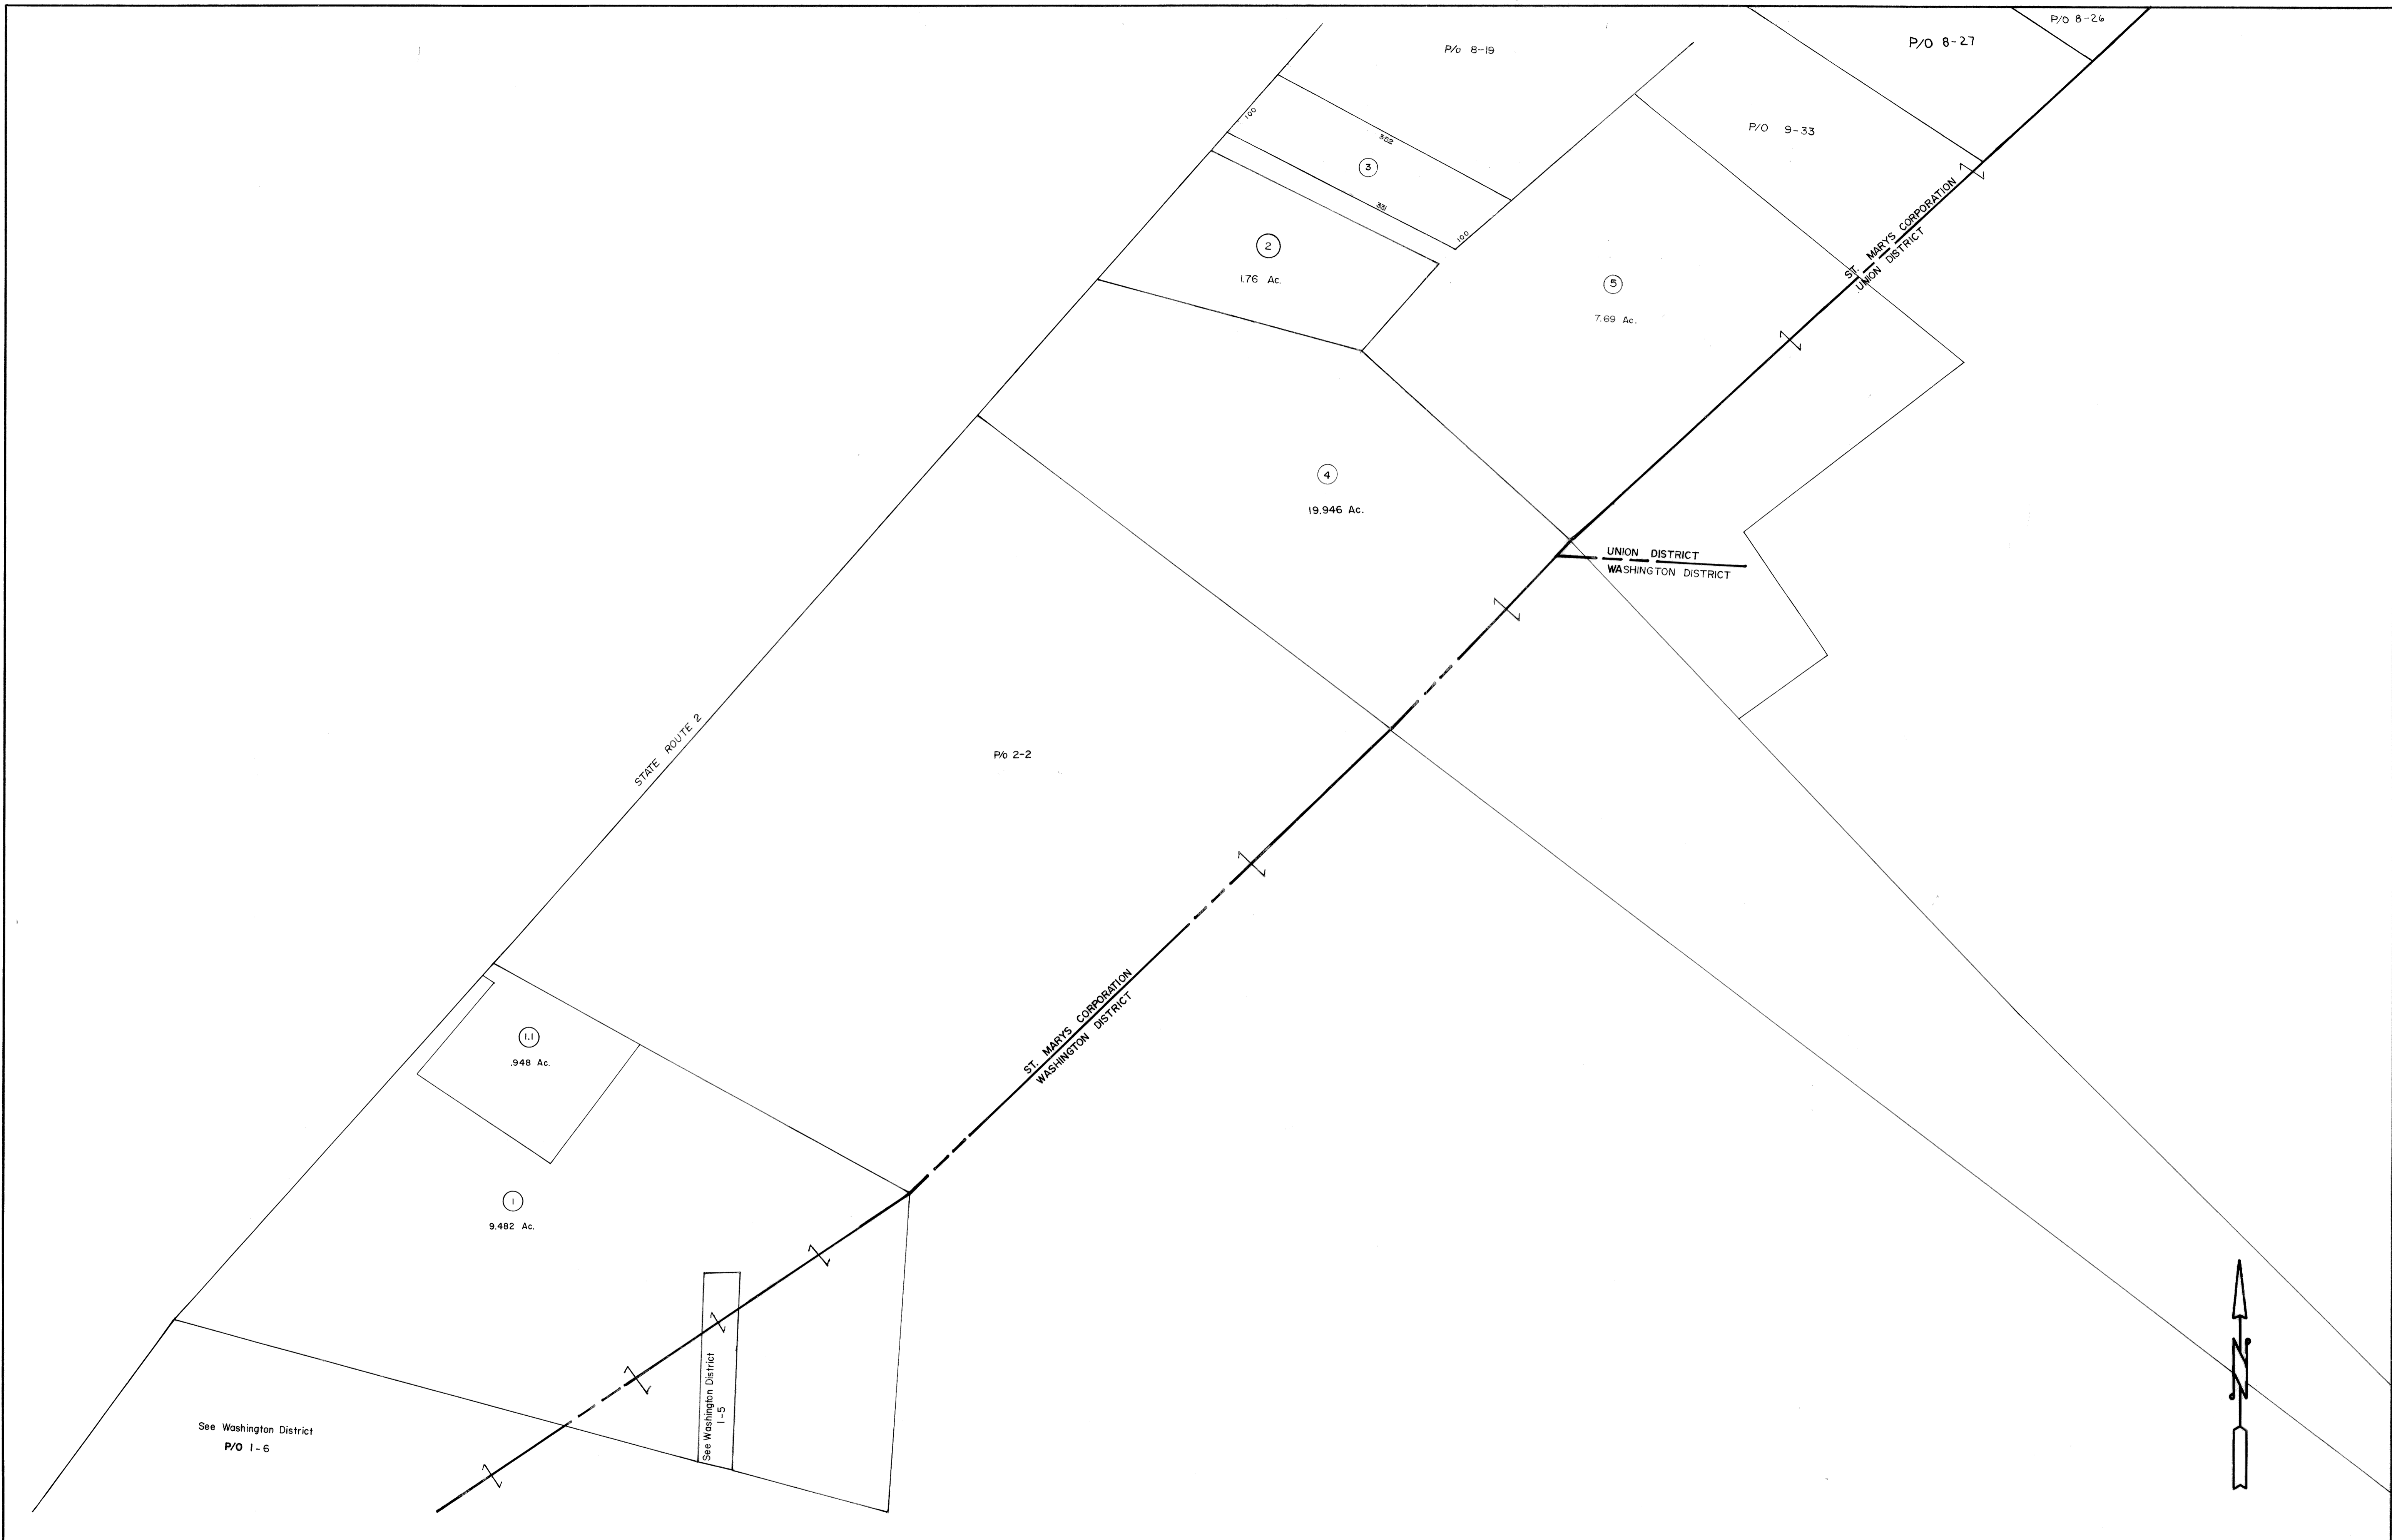 P/O 8-26
P/O 8-27
P/O 8-19
100
352
P/O 9-33
3
331
100
2
1.76 Ac.
5
7.69 Ac.
ST. MARYS CORPORATION
UNION DISTRICT
4
19.946 Ac.
UNION DISTRICT
WASHINGTON DISTRICT
STATE ROUTE 2
P/O 2-2
ST. MARYS CORPORATION
WASHINGTON DISTRICT
1.1
.948 Ac.
1
9.482 Ac.
See Washington District
1-5
See Washington District
P/O 1-6
N